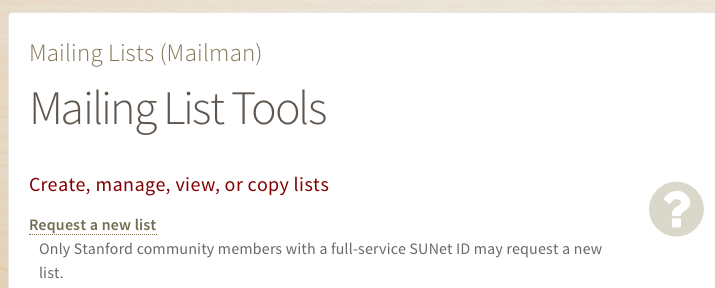 Mailing Lists (Mailman)
Mailing List Tools
Create, manage, view, or copy lists
Request a new list
Only Stanford community members with a full-service SUNet ID may request a new
list.
?